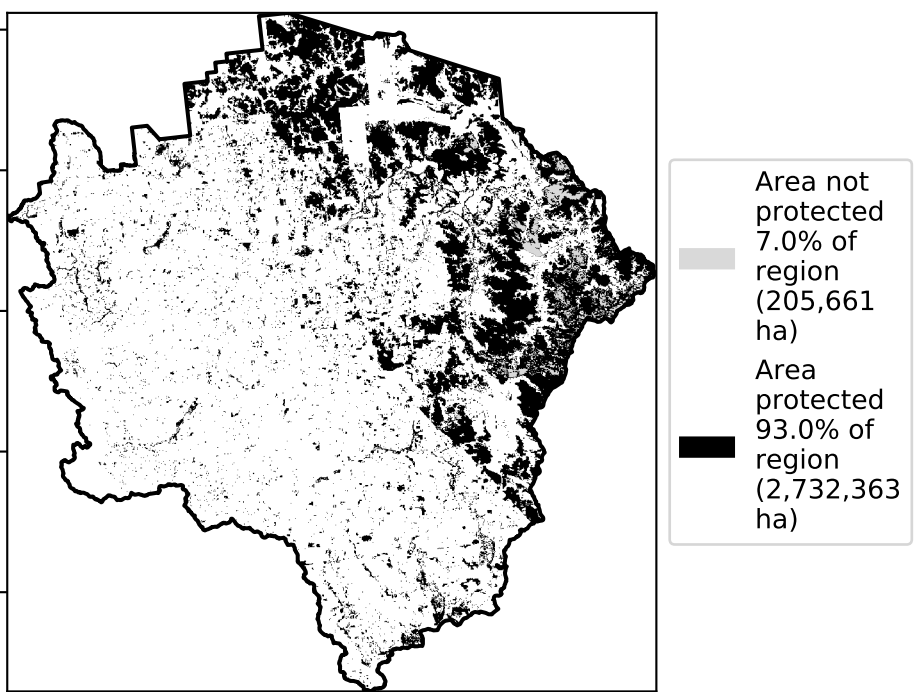 Area not
protected
7.0% of
region
(205,661
ha)
Area
protected
93.0% of
region
(2,732,363
ha)